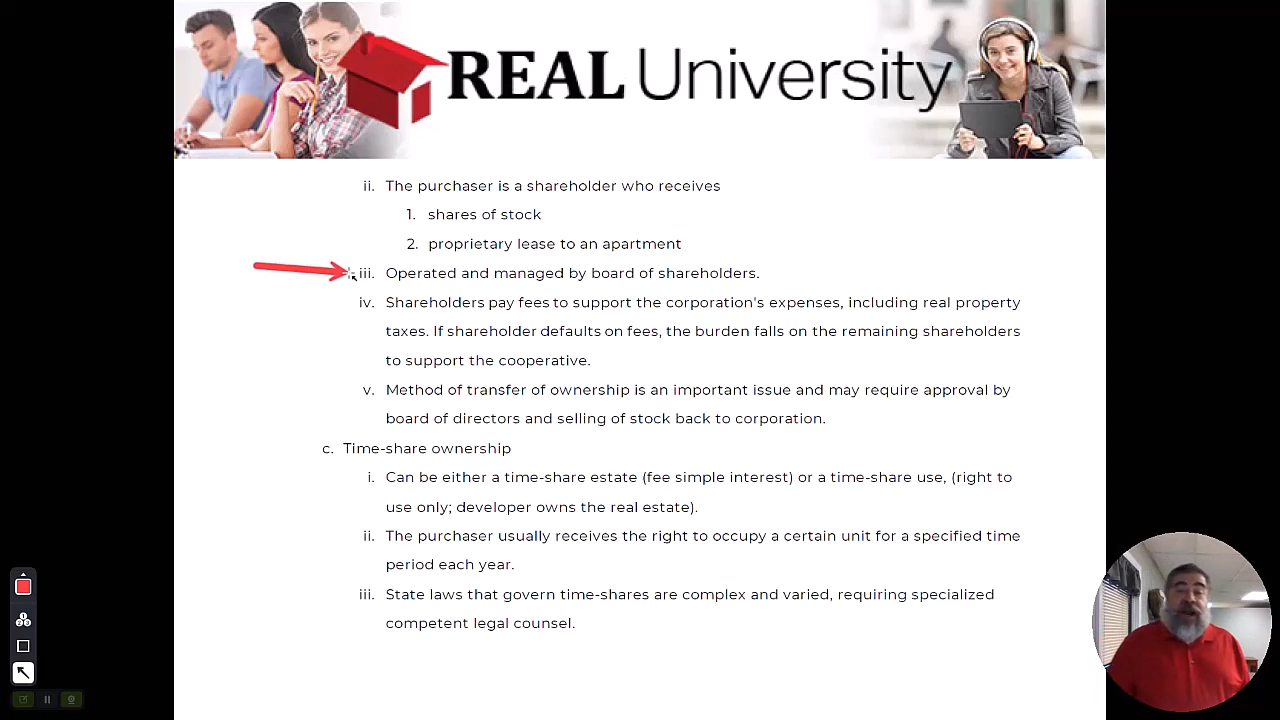 REAL University
ii. The purchaser is a shareholder who receives
1. shares of stock
2. proprietary lease to an apartment
iii. Operated and managed by board of shareholders.
iv. Shareholders pay fees to support the corporation's expenses, including real property
taxes. If shareholder defaults on fees, the burden falls on the remaining shareholders
to support the cooperative.
v. Method of transfer of ownership is an important issue and may require approval by
board of directors and selling of stock back to corporation.
c. Time-share ownership
i. Can be either a time-share estate (fee simple interest) or a time-share use, (right to
use only; developer owns the real estate).
ii. The purchaser usually receives the right to occupy a certain unit for a specified time
period each year.
iii. State laws that govern time-shares are complex and varied, requiring specialized
competent legal counsel.